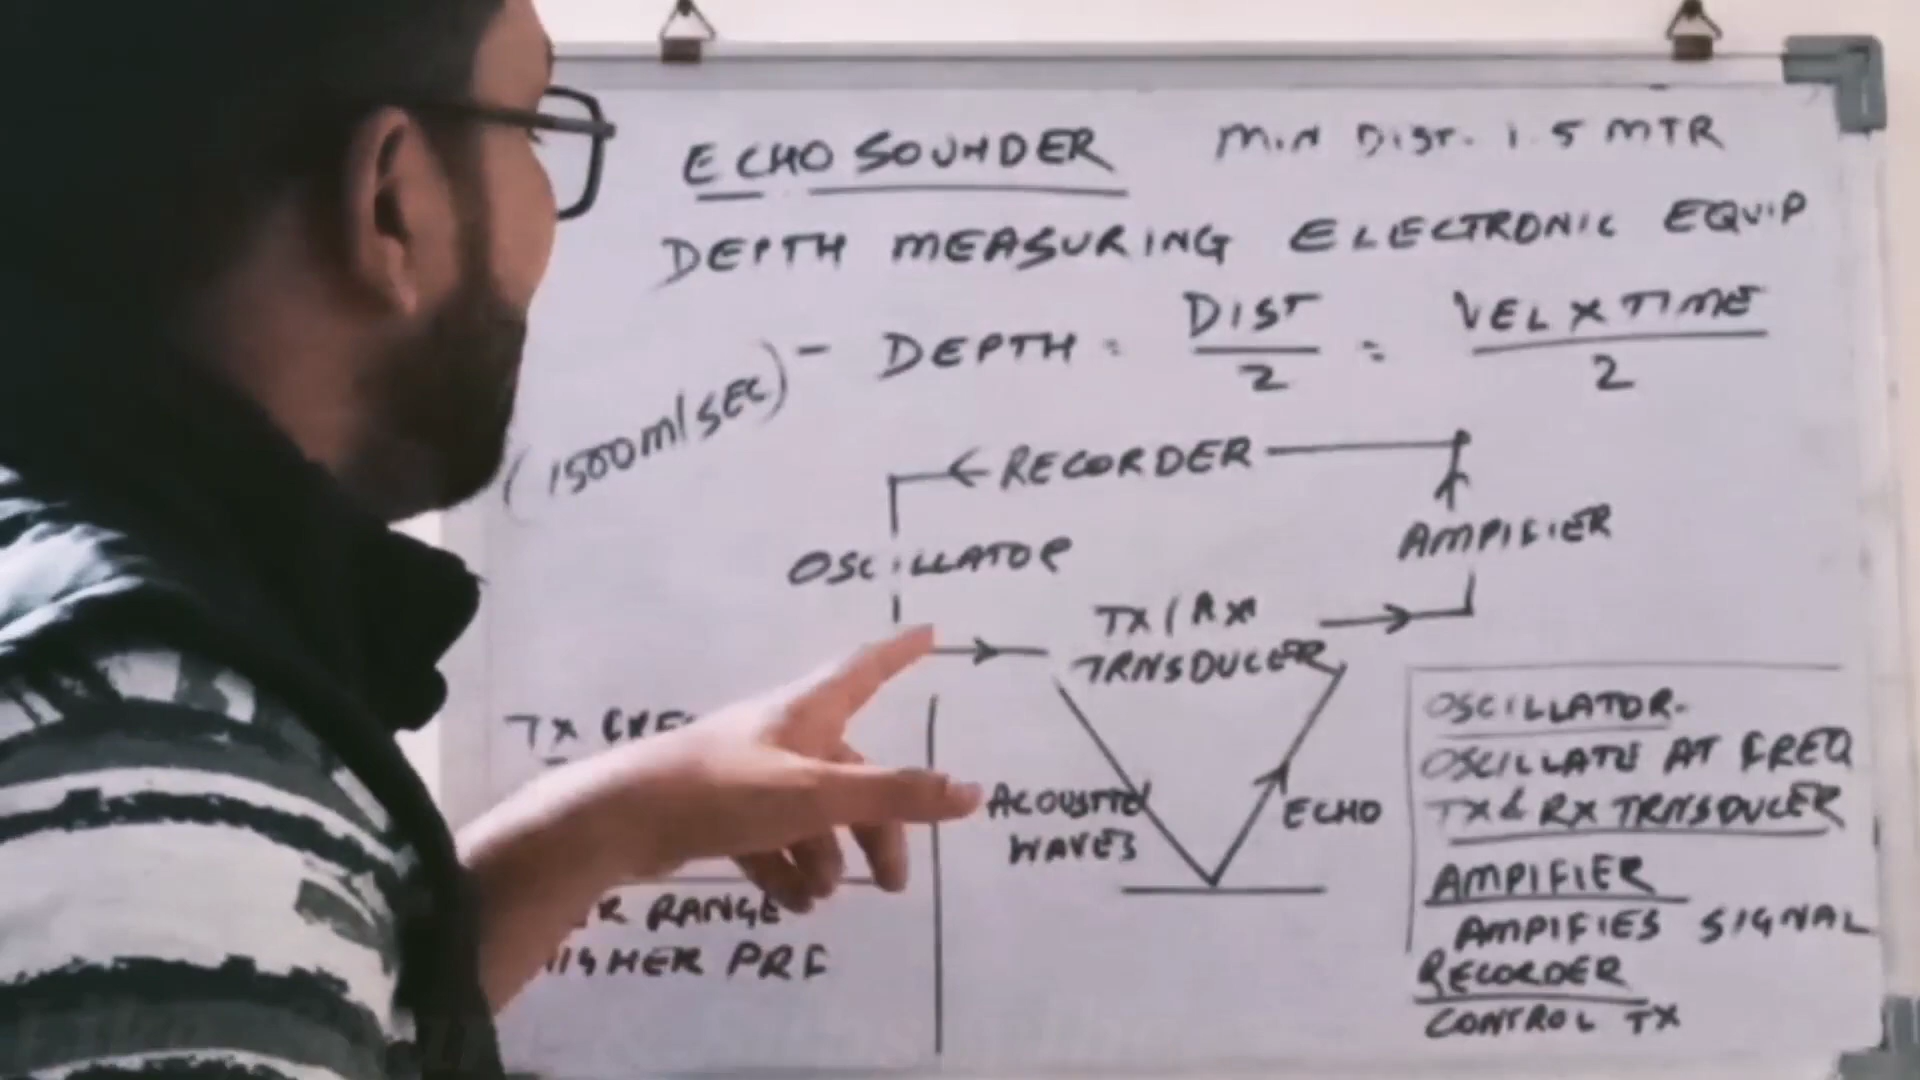 ECHO SOUNDER MIN DIST. 1.5 MTR
DEPTH MEASURING ELECTRONIC EQUIP
(1500m/SEC) - DEPTH = DIST/2 = VEL X TIME/2
RECORDER
OSCILLATOR
AMPIFIER
TX/RX
TRNSDUCER
TX
ACOUSTIC
WAVES
ECHO
RANGE
HIGHER PRF
OSCILLATOR-
OSCILLATE AT FREQ
TX & RX TRNSDUCER
AMPIFIER
AMPIFIES SIGNAL
RECORDER
CONTROL TX